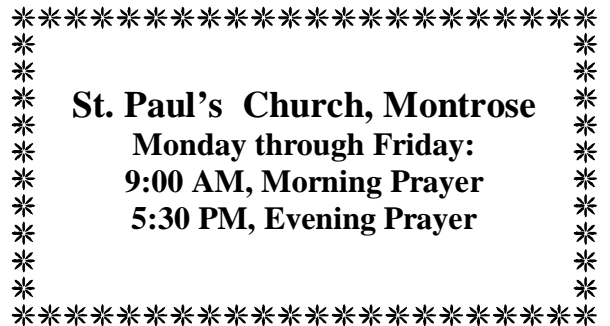 St. Paul’s  Church, Montrose
Monday through Friday:
9:00 AM, Morning Prayer
5:30 PM, Evening Prayer